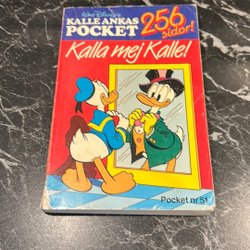 Walt Disney's
KALLE ANKAS
POCKET
256
sidor!
Kalla mej Kalle!
Pocket nr 51